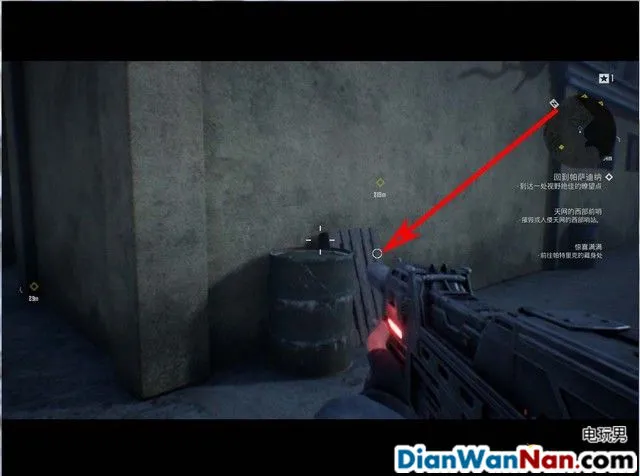 1
回到帕萨迪纳
·到达一处视野绝佳的瞭望点
天网的西部前哨
·摧毁或入侵天网的西部哨站。
惊喜满满
·前往帕特里克的藏身处
电玩男
DianWanNan.com